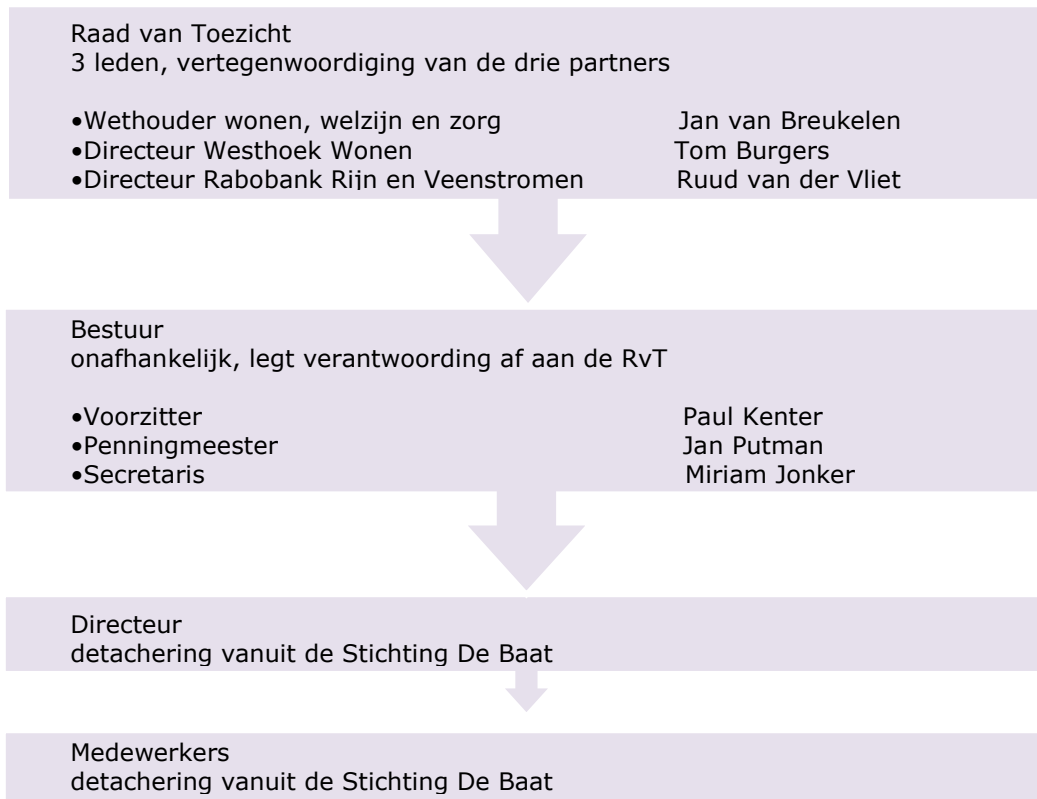 Raad van Toezicht
3 leden, vertegenwoordiging van de drie partners
•Wethouder wonen, welzijn en zorg Jan van Breukelen
•Directeur Westhoek Wonen Tom Burgers
•Directeur Rabobank Rijn en Veenstromen Ruud van der Vliet
Bestuur
onafhankelijk, legt verantwoording af aan de RvT
•Voorzitter Paul Kenter
•Penningmeester Jan Putman
•Secretaris Miriam Jonker
Directeur
detachering vanuit de Stichting De Baat
Medewerkers
detachering vanuit de Stichting De Baat